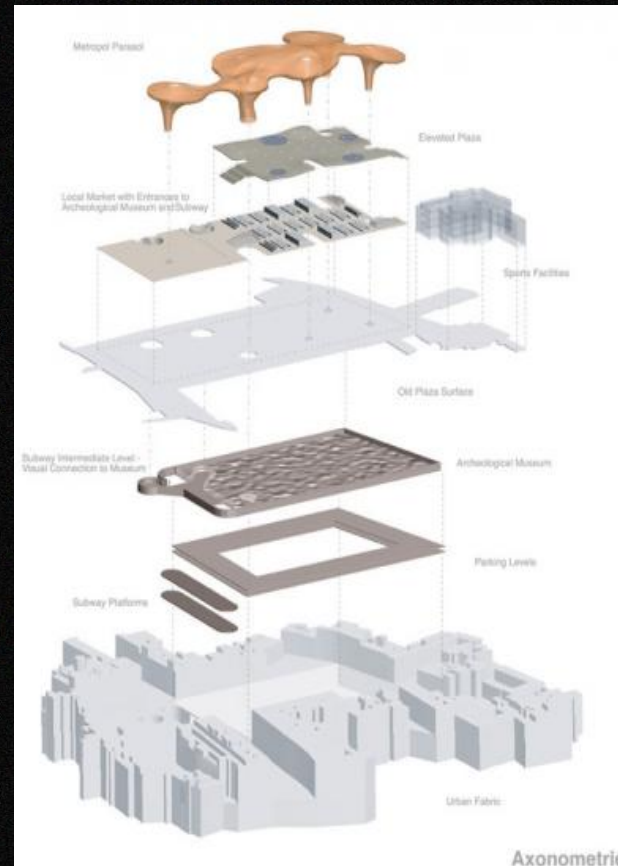 Metropol Parasol
Elevated Plaza
Local Market with Entrances to
Archeological Museum and Subway
Sports Facilities
Old Plaza Surface
Subway Intermediate Level -
Visual Connection to Museum
Archeological Museum
Parking Levels
Subway Platforms
Urban Fabric
Axonometric